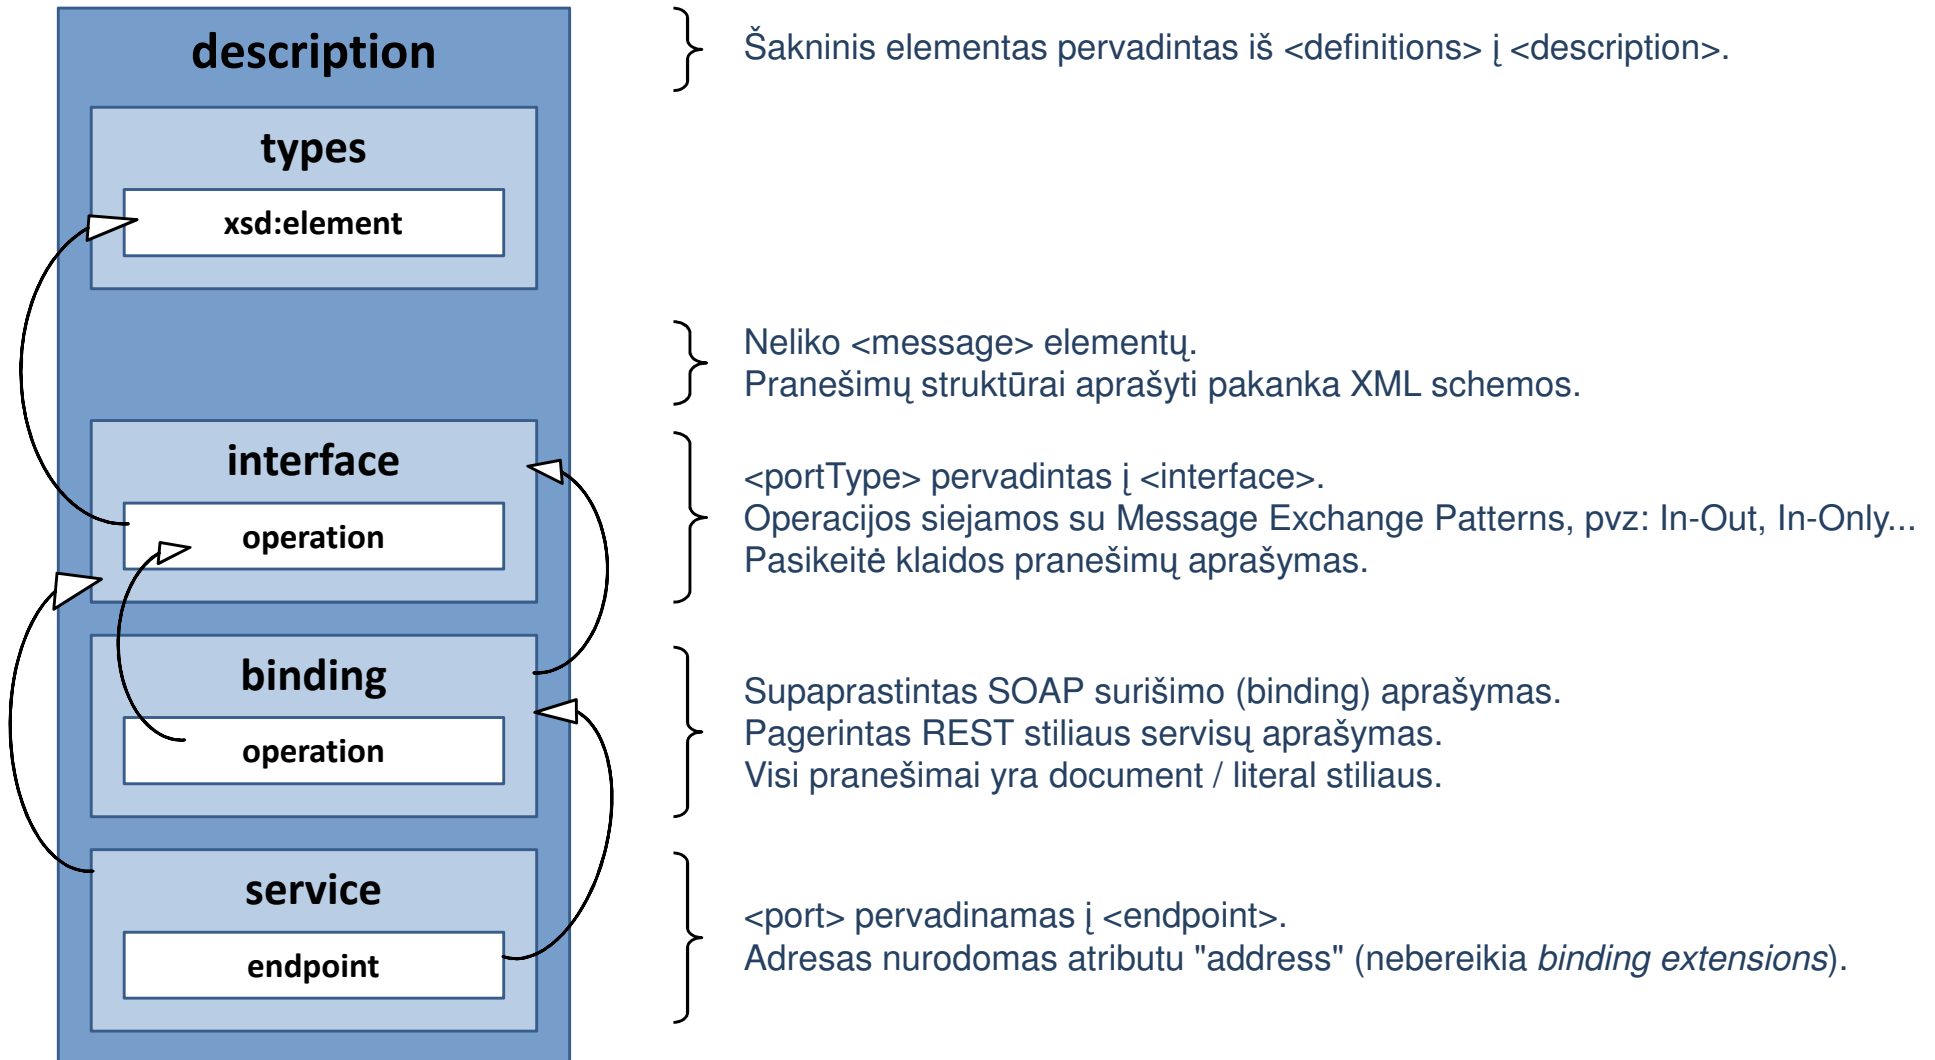 description
Šakninis elementas pervadintas iš <definitions> į <description>.
types
xsd:element
Neliko <message> elementų.
Pranešimų struktūrai aprašyti pakanka XML schemos.
interface
operation
<portType> pervadintas į <interface>.
Operacijos siejamos su Message Exchange Patterns, pvz: In-Out, In-Only...
Pasikeitė klaidos pranešimų aprašymas.
binding
operation
Supaprastintas SOAP surišimo (binding) aprašymas.
Pagerintas REST stiliaus servisų aprašymas.
Visi pranešimai yra document / literal stiliaus.
service
endpoint
<port> pervadinamas į <endpoint>.
Adresas nurodomas atributu "address" (nebereikia binding extensions).